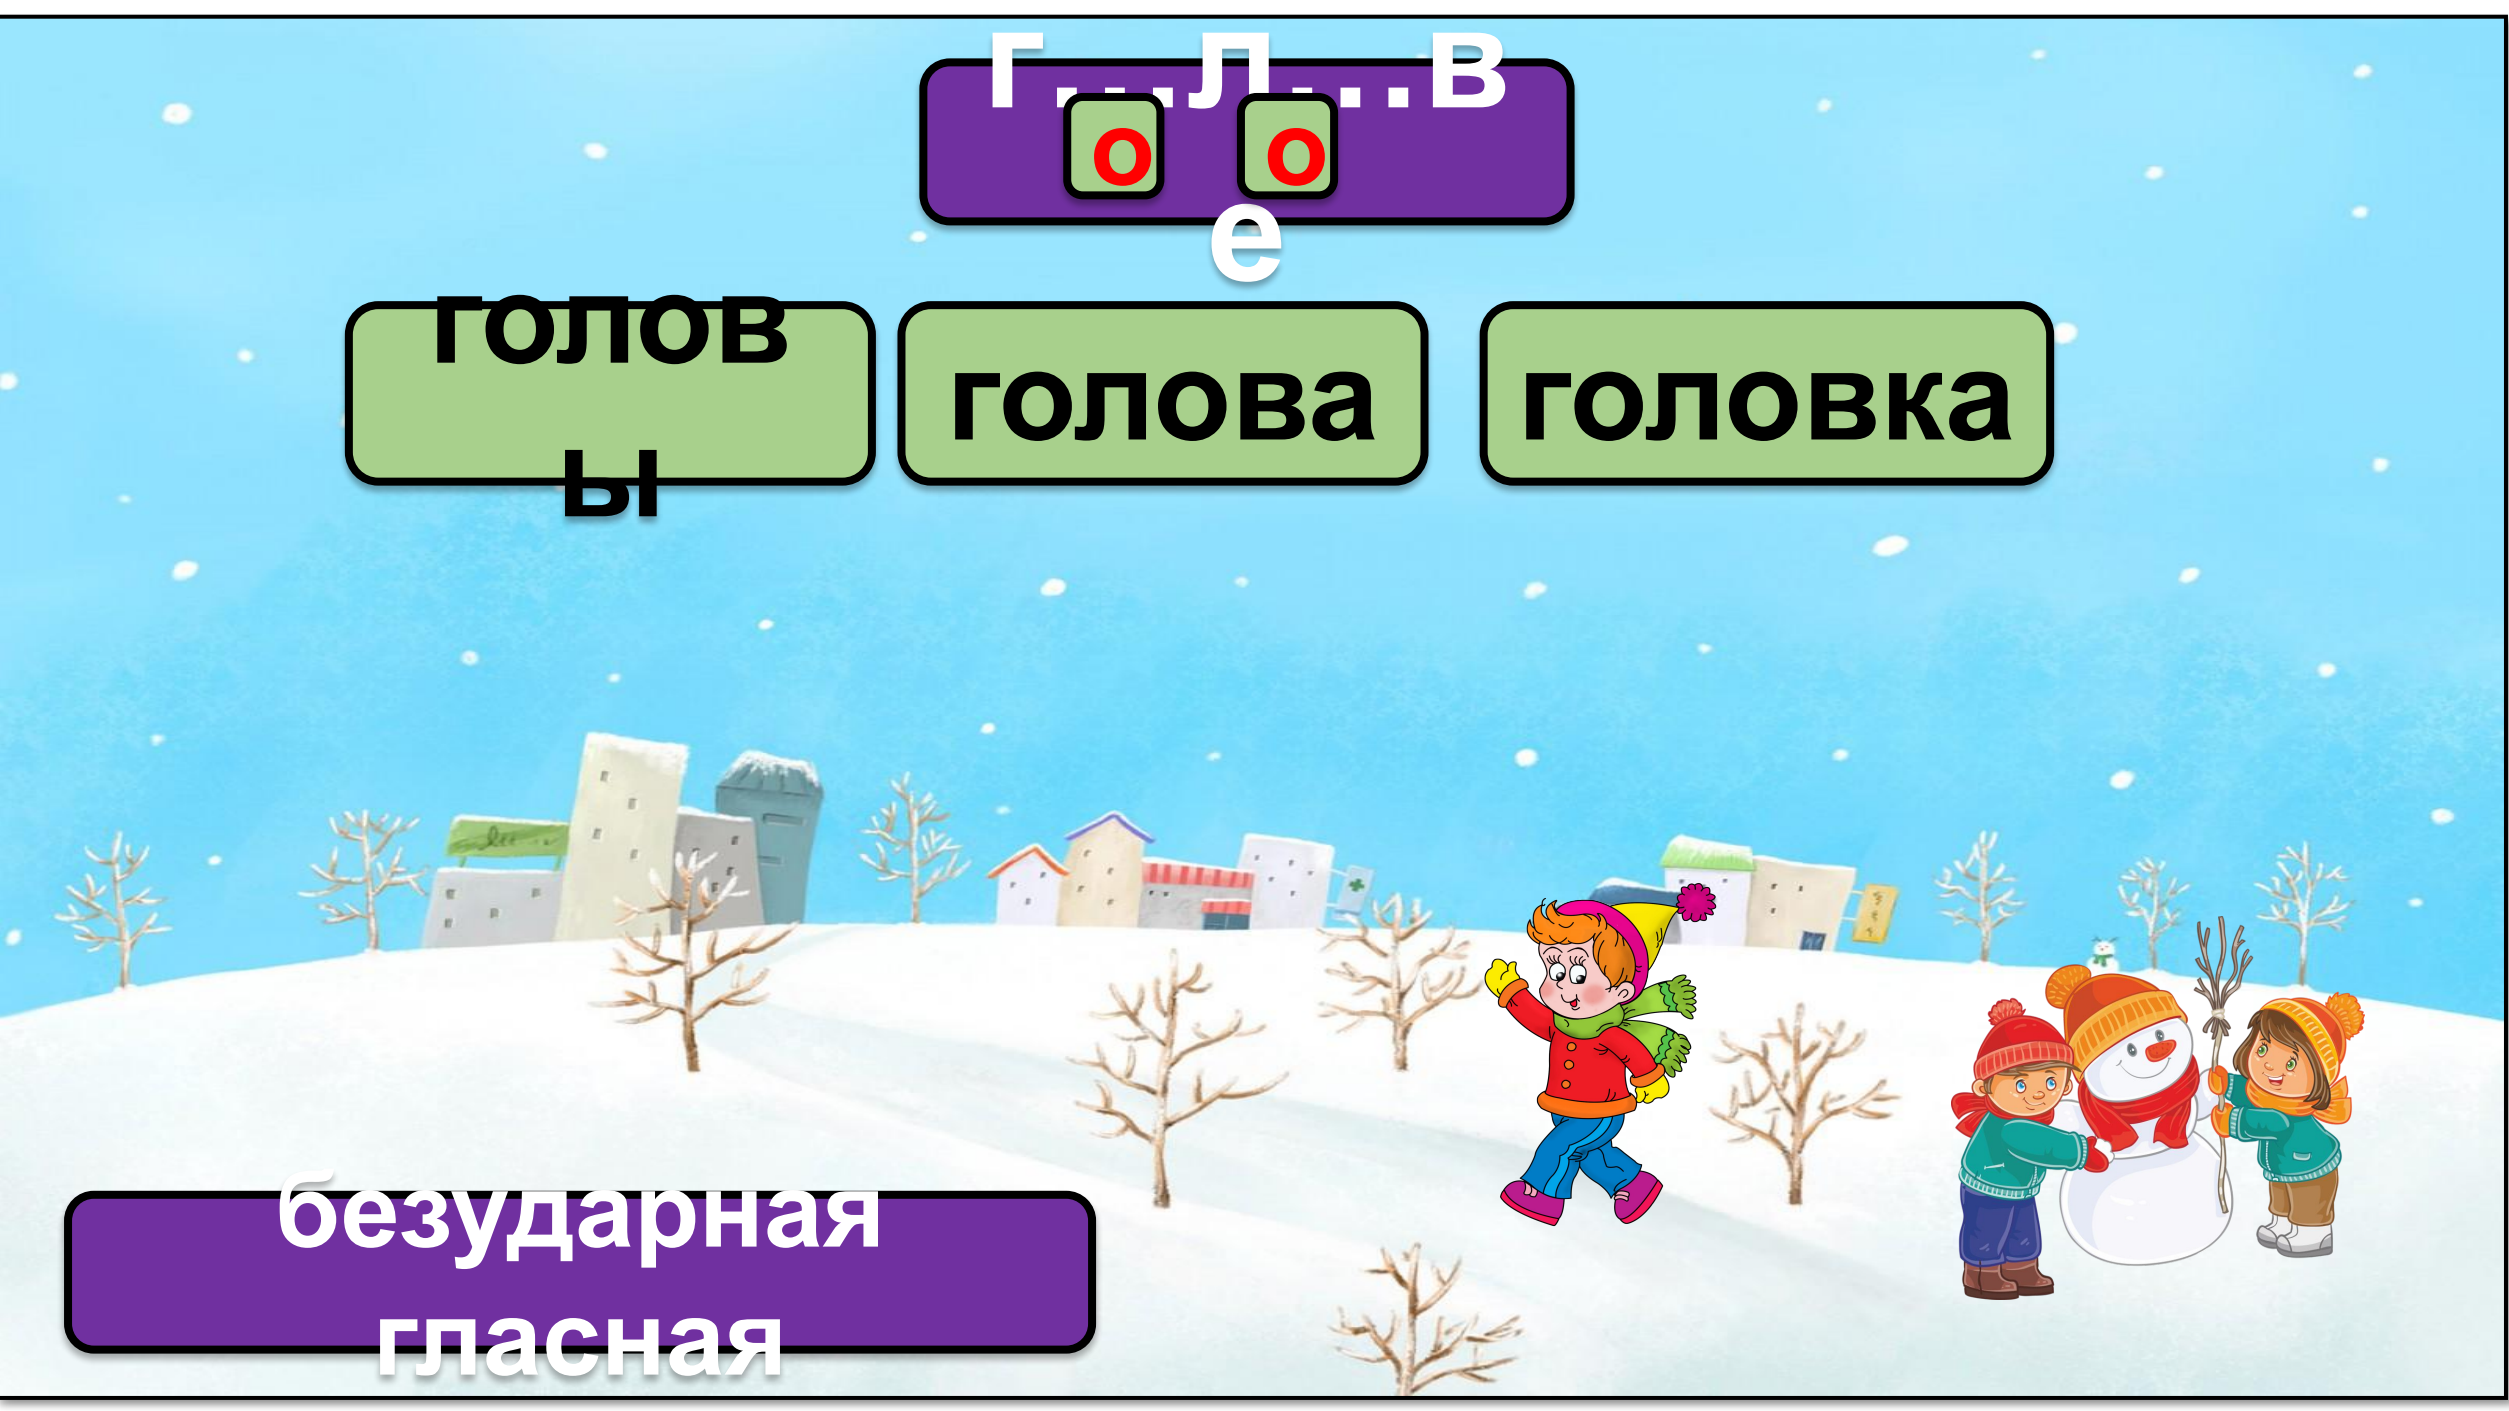 г…л…в
о о
е
голов
ы
голова
головка
безударная
гласная